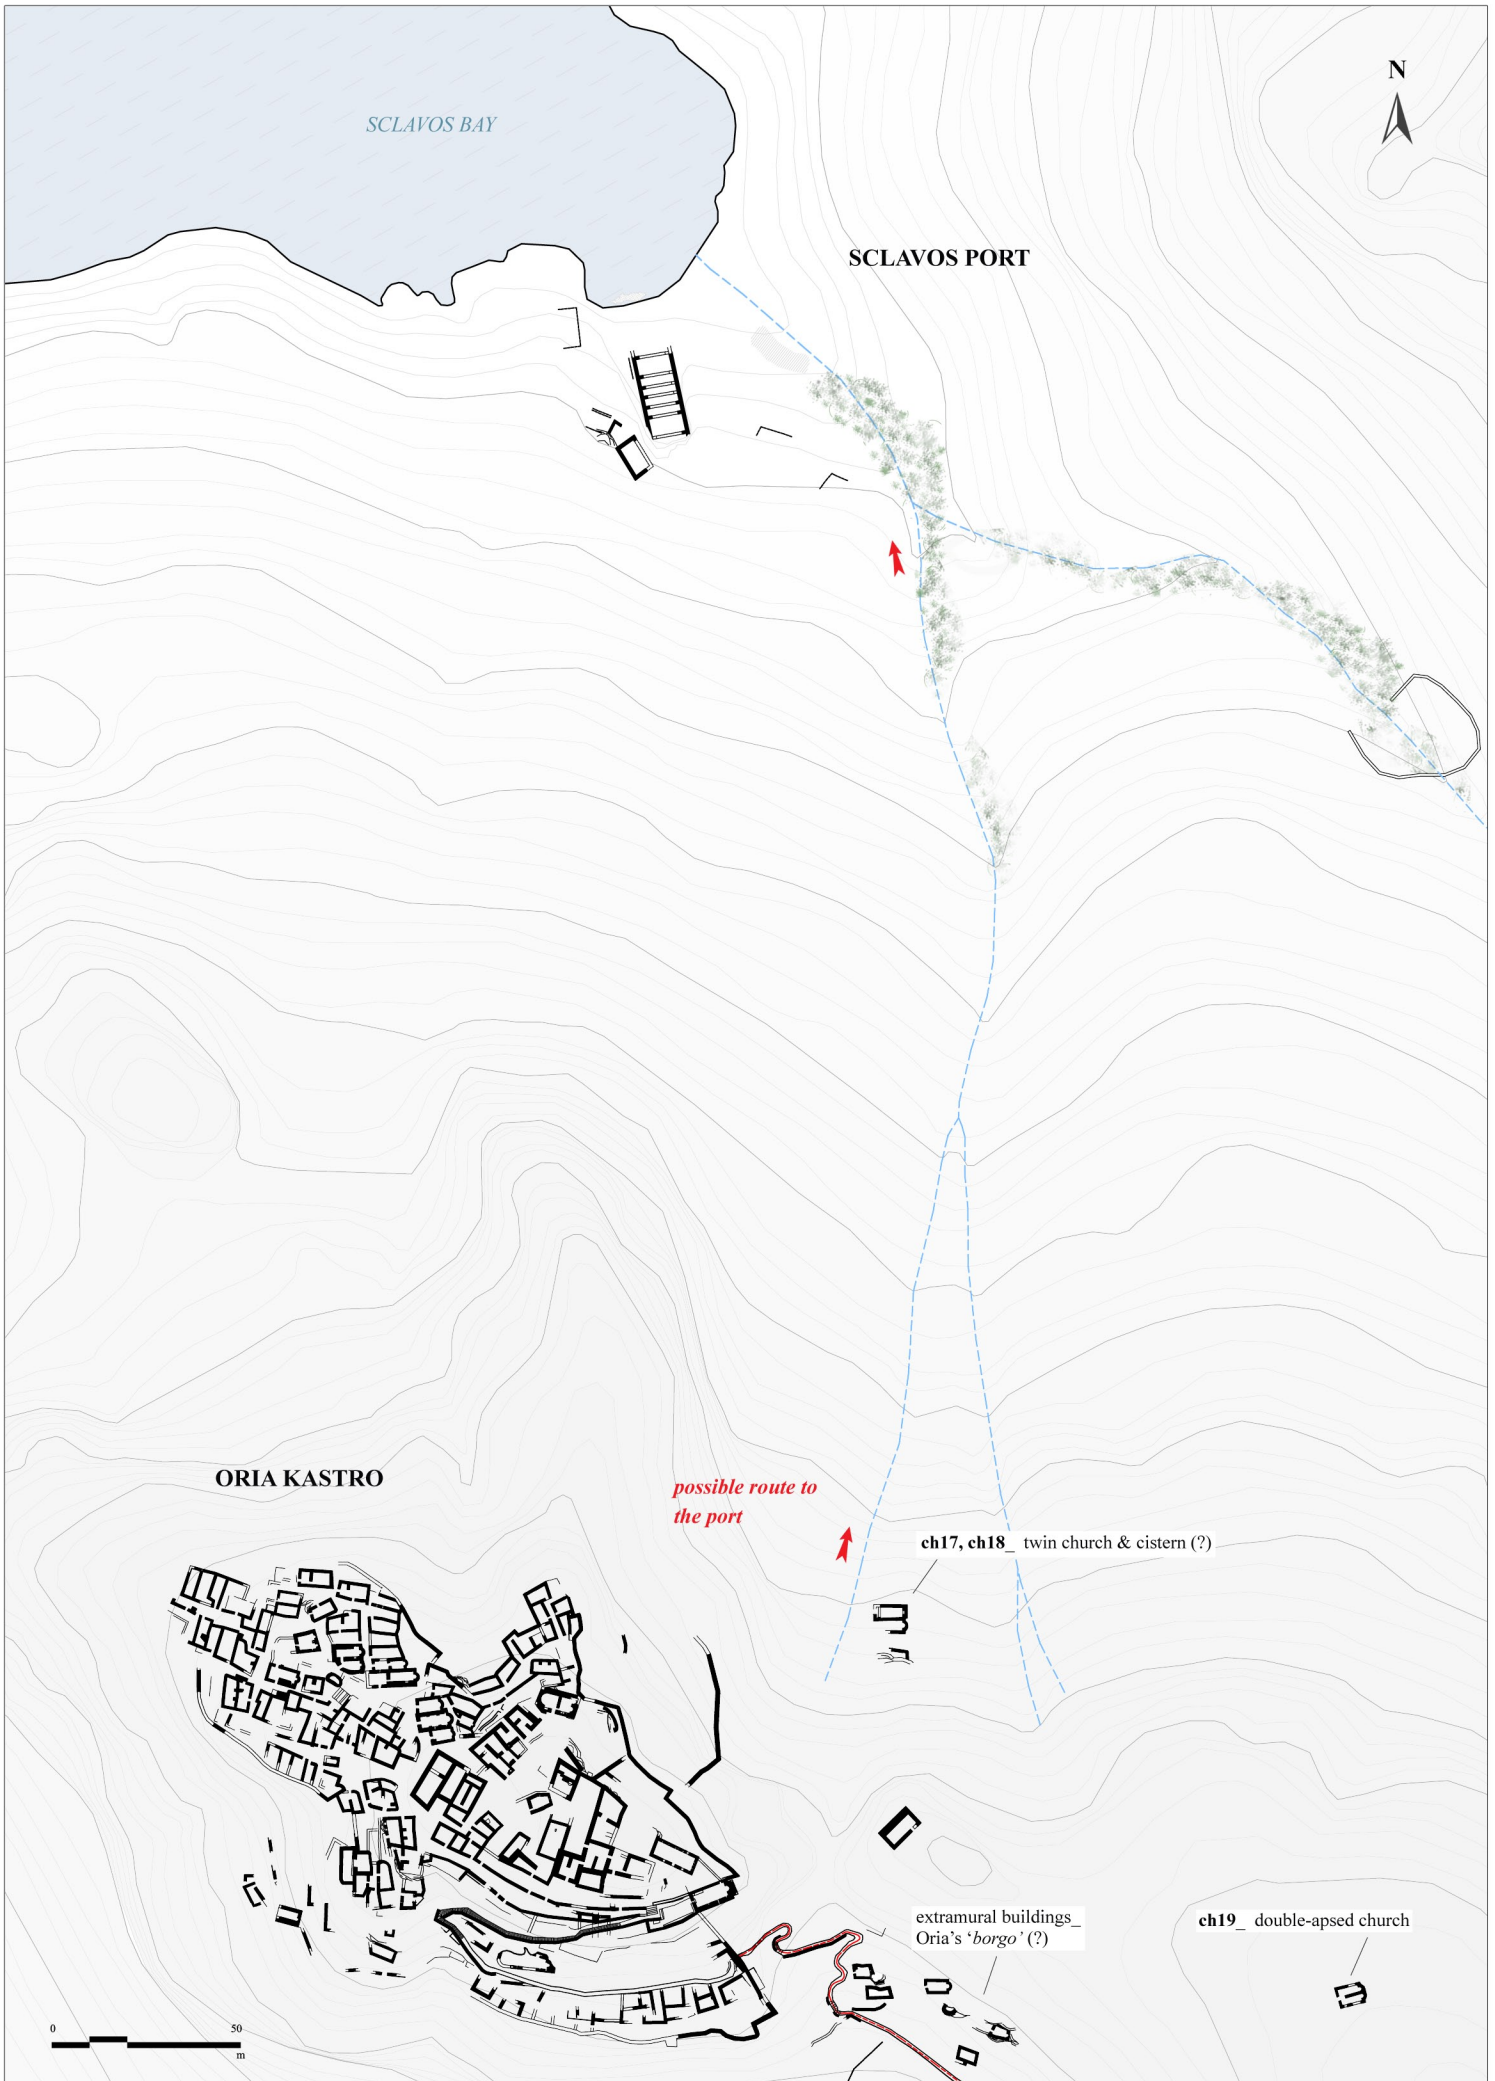 N
SCLAVOS BAY
SCLAVOS PORT
ORIA KASTRO
possible route to
the port
ch17, ch18_ twin church & cistern (?)
extramural buildings_
Oria's ‘borgo’ (?)
ch19_ double-apsed church
0 50
m